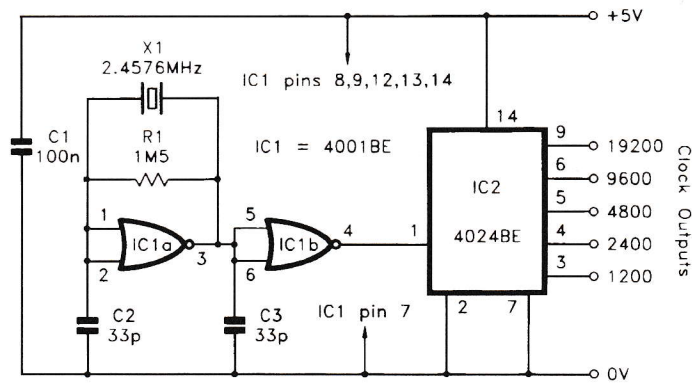 +5V
X1
2.4576MHz
IC1 pins 8,9,12,13,14
C1
100n
R1
1M5
IC1 = 4001BE
14
9
19200
IC2
6
9600
5
4800
4024BE
4
2400
3
1200
Clock Outputs
1
IC1a
3
2
5
IC1b
4
6
1
2
7
C2
33p
C3
33p
IC1 pin 7
0V